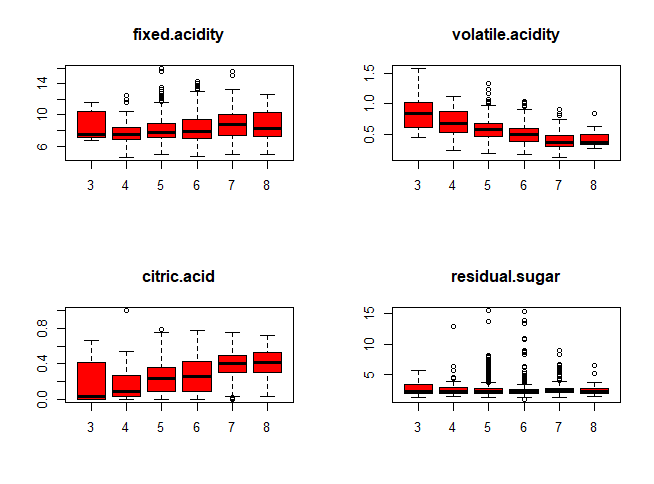 fixed.acidity
6 10 14
3 4 5 6 7 8
volatile.acidity
0.5 1.0 1.5
3 4 5 6 7 8
citric.acid
0.0 0.4 0.8
3 4 5 6 7 8
residual.sugar
5 10 15
3 4 5 6 7 8